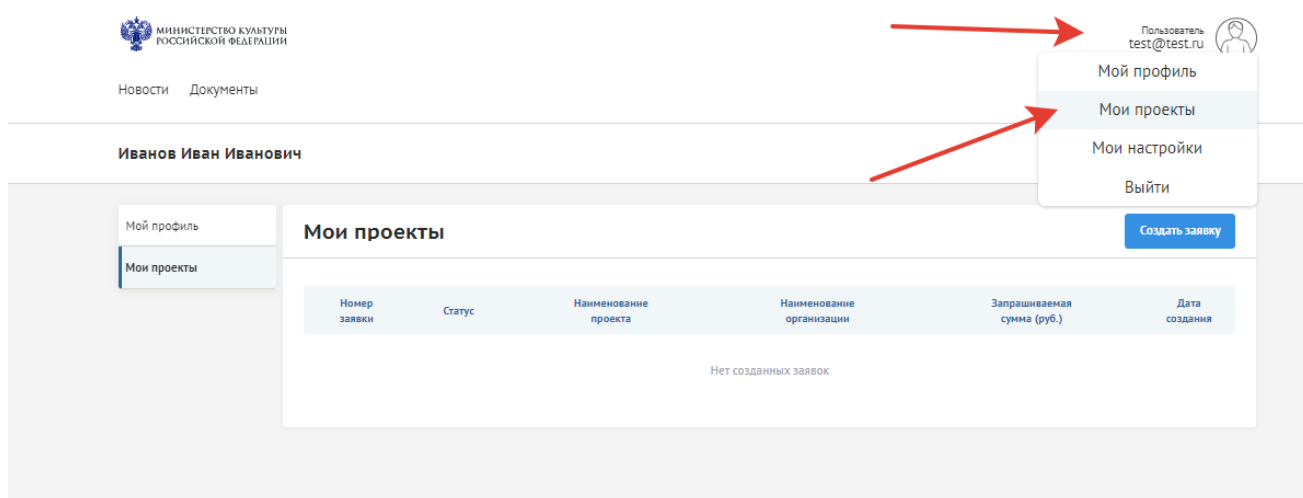 МИНИСТЕРСТВО КУЛЬТУРЫ
РОССИЙСКОЙ ФЕДЕРАЦИИ
Пользователь
test@test.ru
Новости Документы
Мой профиль
Мои проекты
Мои настройки
Выйти
Иванов Иван Иванович
Мой профиль
Мои проекты
Мои проекты
Создать заявку
Номер
заявки
Статус
Наименование
проекта
Наименование
организации
Запрашиваемая
сумма (руб.)
Дата
создания
Нет созданных заявок